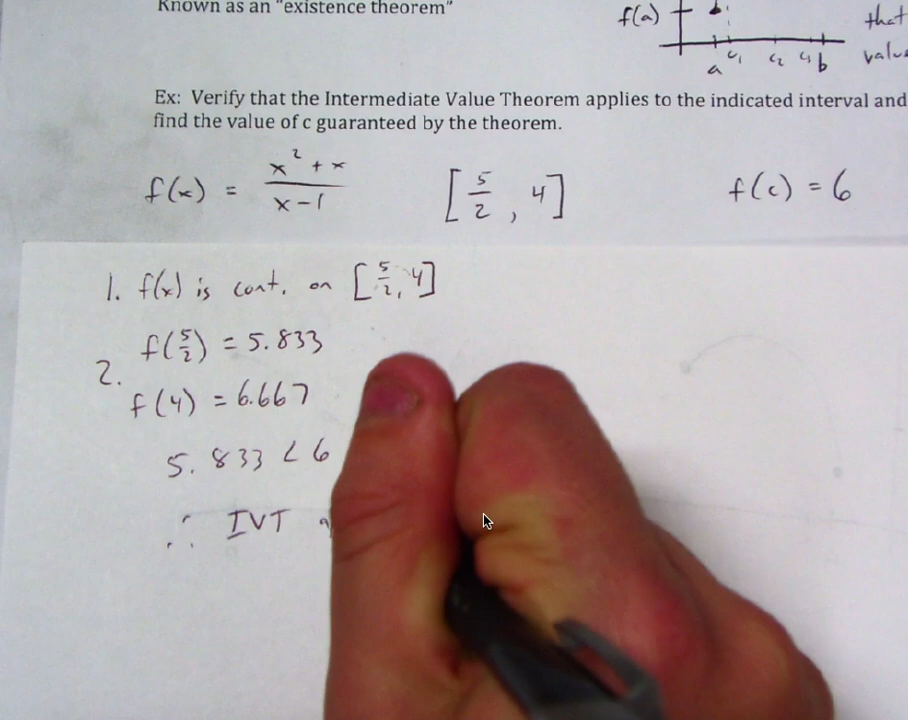 Known as an "existence theorem"
f(a)
that
a c₁ c₂ c₃ b
Ex: Verify that the Intermediate Value Theorem applies to the indicated interval and
find the value of c guaranteed by the theorem.
f(x) = x² + x / x - 1 [5/2, 4] f(c) = 6
1. f(x) is cont. on [5/2, 4]
2. f(5/2) = 5.833
f(4) = 6.667
5.833 < 6
∴ IVT